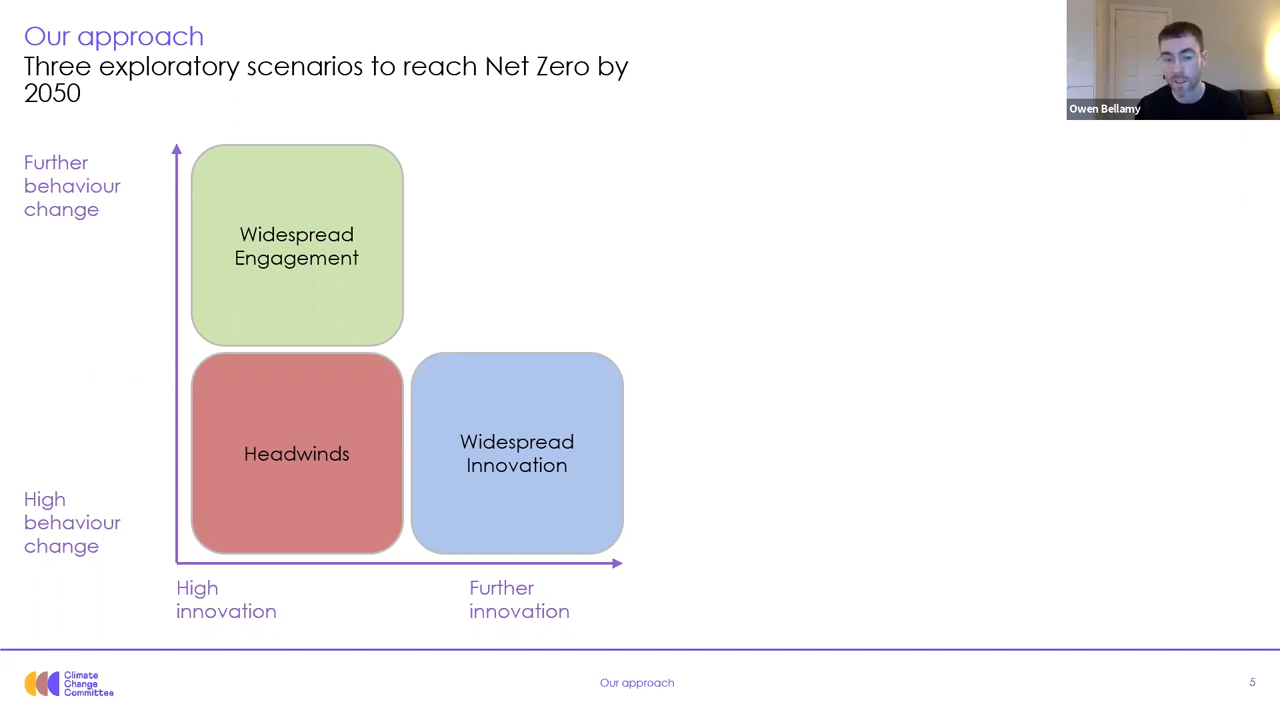 Our approach
Three exploratory scenarios to reach Net Zero by
2050
Owen Bellamy
Further
behaviour
change
Widespread
Engagement
Headwinds
Widespread
Innovation
High
behaviour
change
High
innovation
Further
innovation
Climate
Change
Committee
Our approach
5